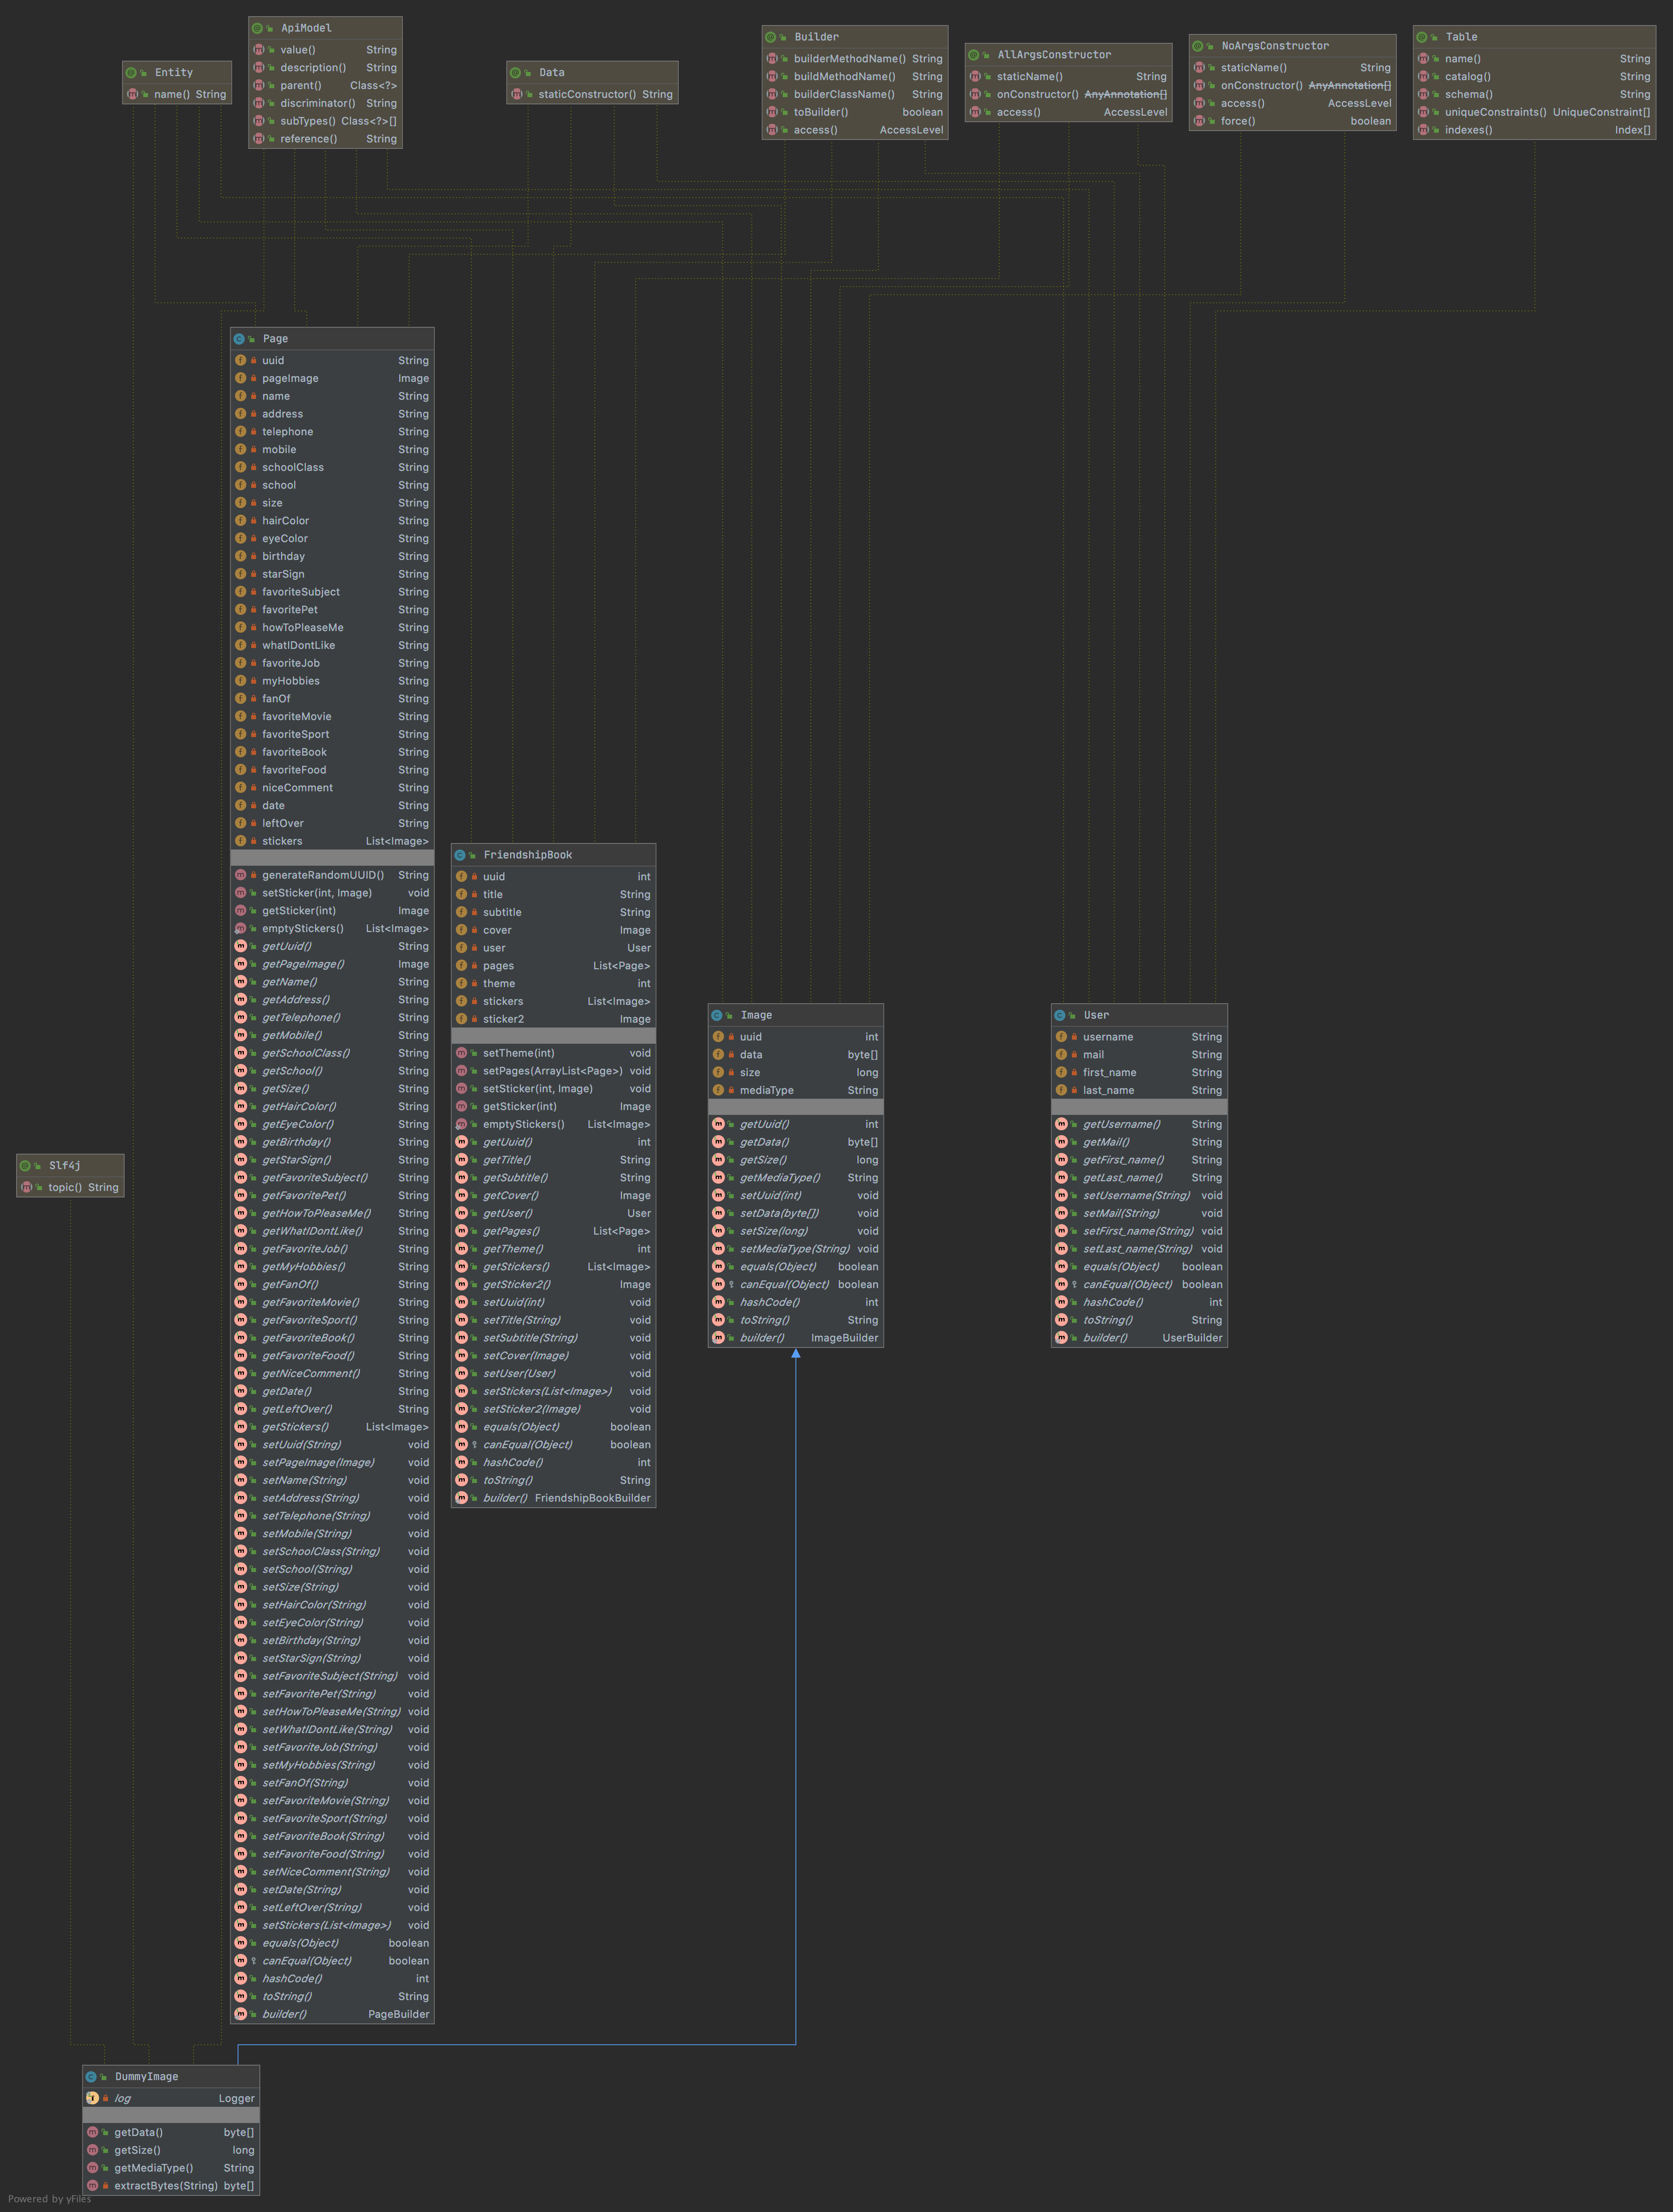 Entity
name() String
ApiModel
value() String
description() String
parent() Class<?>
discriminator() String
subTypes() Class<?>[]
reference() String
Data
staticConstructor() String
Builder
builderMethodName() String
buildMethodName() String
builderClassName() String
toBuilder() boolean
access() AccessLevel
AllArgsConstructor
staticName() String
onConstructor() AnyAnnotation[]
access() AccessLevel
NoArgsConstructor
staticName() String
onConstructor() AnyAnnotation[]
access() AccessLevel
force() boolean
Table
name() String
catalog() String
schema() String
uniqueConstraints() UniqueConstraint[]
indexes() Index[]
Page
uuid String
pageImage Image
name String
address String
telephone String
mobile String
schoolClass String
school String
size String
hairColor String
eyeColor String
birthday String
starSign String
favoriteSubject String
favoritePet String
howToPleaseMe String
whatIDontLike String
favoriteJob String
myHobbies String
fanOf String
favoriteMovie String
favoriteSport String
favoriteBook String
favoriteFood String
niceComment String
date String
leftOver String
stickers List<Image>
generateRandomUUID() String
setSticker(int, Image) void
getSticker(int) Image
emptyStickers() List<Image>
getUuid() String
getPageImage() Image
getName() String
getAddress() String
getTelephone() String
getMobile() String
getSchoolClass() String
getSchool() String
getSize() String
getHairColor() String
getEyeColor() String
getBirthday() String
getStarSign() String
getFavoriteSubject() String
getFavoritePet() String
getHowToPleaseMe() String
getWhatIDontLike() String
getFavoriteJob() String
getMyHobbies() String
getFanOf() String
getFavoriteMovie() String
getFavoriteSport() String
getFavoriteBook() String
getFavoriteFood() String
getNiceComment() String
getDate() String
getLeftOver() String
getStickers() List<Image>
setUuid(String) void
setPageImage(Image) void
setName(String) void
setAddress(String) void
setTelephone(String) void
setMobile(String) void
setSchoolClass(String) void
setSchool(String) void
setSize(String) void
setHairColor(String) void
setEyeColor(String) void
setBirthday(String) void
setStarSign(String) void
setFavoriteSubject(String) void
setFavoritePet(String) void
setHowToPleaseMe(String) void
setWhatIDontLike(String) void
setFavoriteJob(String) void
setMyHobbies(String) void
setFanOf(String) void
setFavoriteMovie(String) void
setFavoriteSport(String) void
setFavoriteBook(String) void
setFavoriteFood(String) void
setNiceComment(String) void
setDate(String) void
setLeftOver(String) void
setStickers(List<Image>) void
equals(Object) boolean
canEqual(Object) boolean
hashCode() int
toString() String
builder() PageBuilder
FriendshipBook
uuid int
title String
subtitle String
cover Image
user User
pages List<Page>
theme int
stickers List<Image>
sticker2 Image
setTheme(int) void
setPages(ArrayList<Page>) void
setSticker(int, Image) void
getSticker(int) Image
emptyStickers() List<Image>
getUuid() int
getTitle() String
getSubtitle() String
getCover() Image
getUser() User
getPages() List<Page>
getTheme() int
getStickers() List<Image>
getSticker2() Image
setUuid(int) void
setTitle(String) void
setSubtitle(String) void
setCover(Image) void
setUser(User) void
setStickers(List<Image>) void
setSticker2(Image) void
equals(Object) boolean
canEqual(Object) boolean
hashCode() int
toString() String
builder() FriendshipBookBuilder
Image
uuid int
data byte[]
size long
mediaType String
getUuid() int
getData() byte[]
getSize() long
getMediaType() String
setUuid(int) void
setData(byte[]) void
setSize(long) void
setMediaType(String) void
equals(Object) boolean
canEqual(Object) boolean
hashCode() int
toString() String
builder() ImageBuilder
User
username String
mail String
first_name String
last_name String
getUsername() String
getMail() String
getFirst_name() String
getLast_name() String
setUsername(String) void
setMail(String) void
setFirst_name(String) void
setLast_name(String) void
equals(Object) boolean
canEqual(Object) boolean
hashCode() int
toString() String
builder() UserBuilder
Slf4j
topic() String
DummyImage
log Logger
getData() byte[]
getSize() long
getMediaType() String
extractBytes(String) byte[]
Powered by yFiles